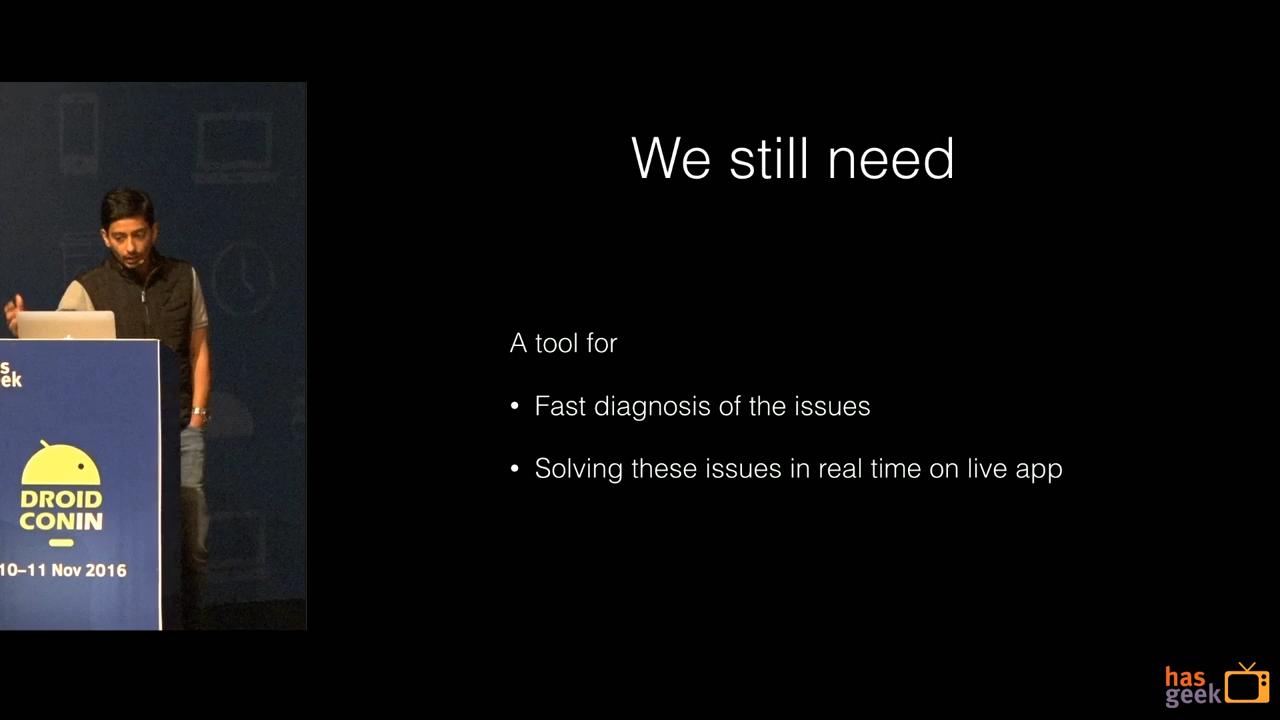 We still need
A tool for
• Fast diagnosis of the issues
• Solving these issues in real time on live app
s
ek
DROID
CONIN
10–11 Nov 2016
has
geek